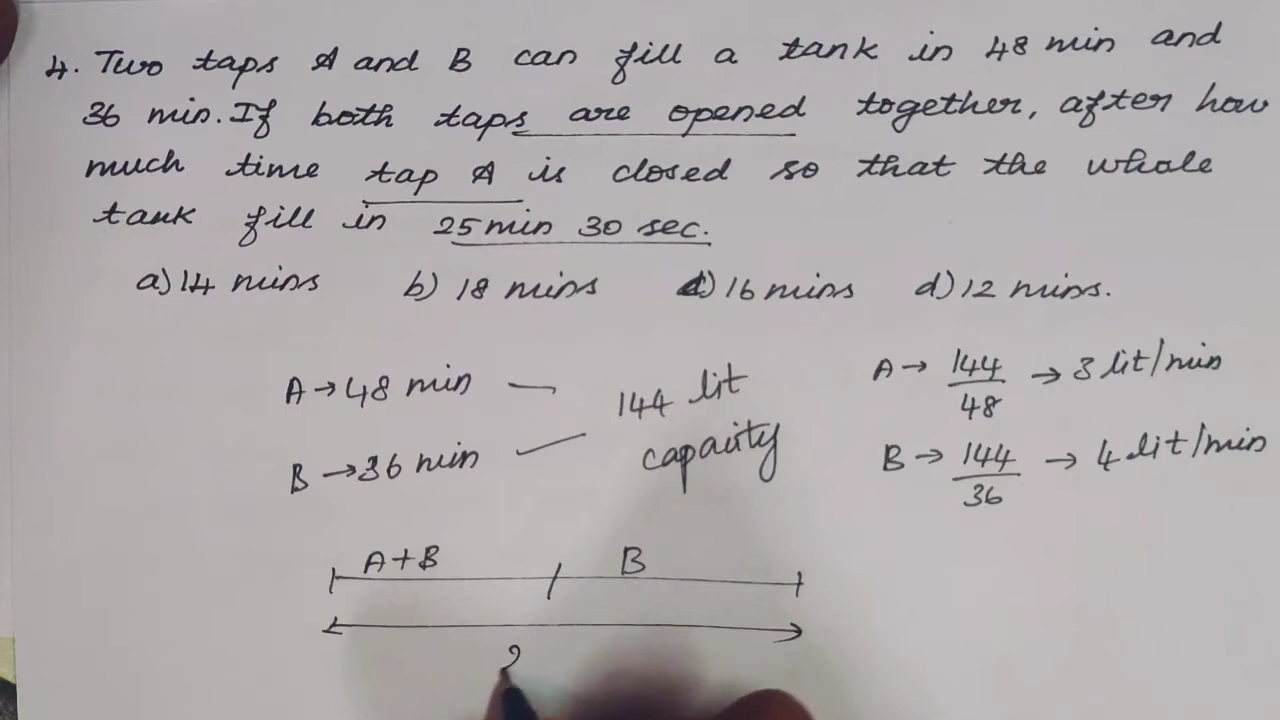 4. Two taps A and B can fill a tank in 48 min and
36 min. If both taps are opened together, after how
much time tap A is closed so that the whole
tank fill in 25 min 30 sec.
a) 14 mins b) 18 mins c) 16 mins d) 12 mins.
A → 48 min — 144 lit
B → 36 min — capacity
A → 144/48 → 3 lit/min
B → 144/36 → 4 lit/min
A+B B
2